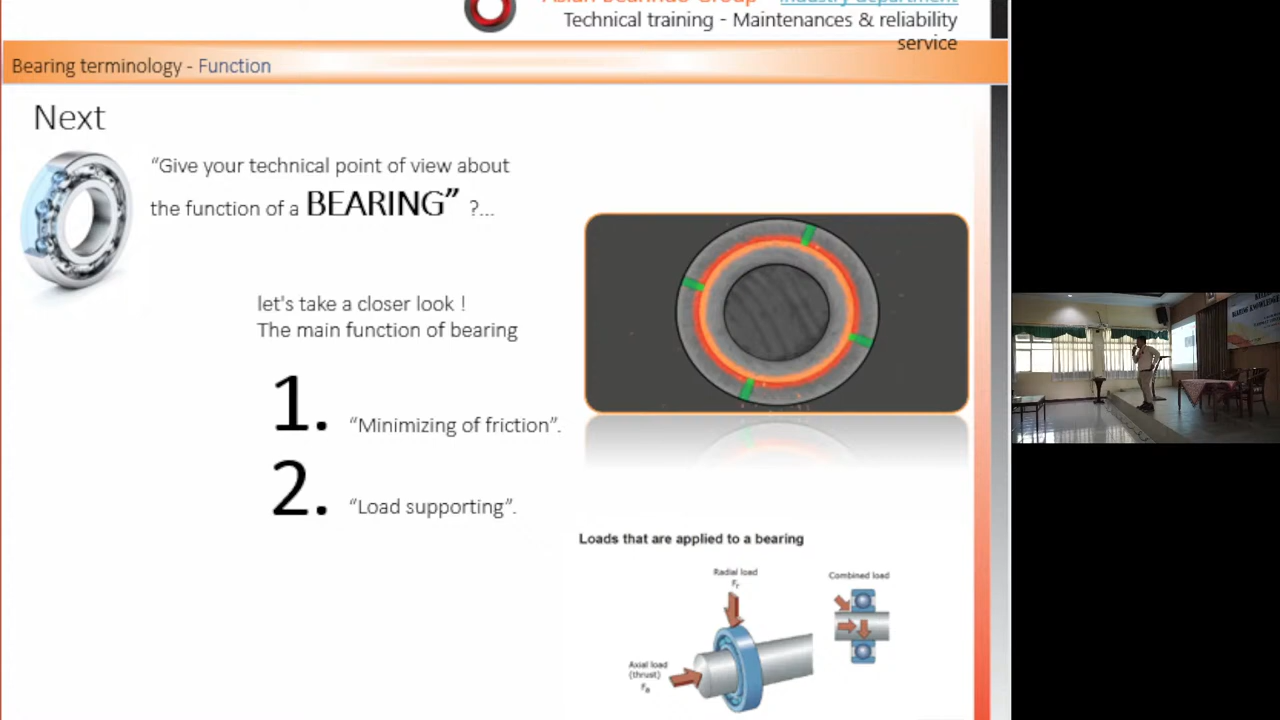 Technical training - Maintenances & reliability
service
Bearing terminology - Function
Next
“Give your technical point of view about
the function of a BEARING” ?...
let's take a closer look !
The main function of bearing
1. “Minimizing of friction”.
2. “Load supporting”.
Loads that are applied to a bearing
Radial load
Fr
Combined load
Axial load
(thrust)
Fa